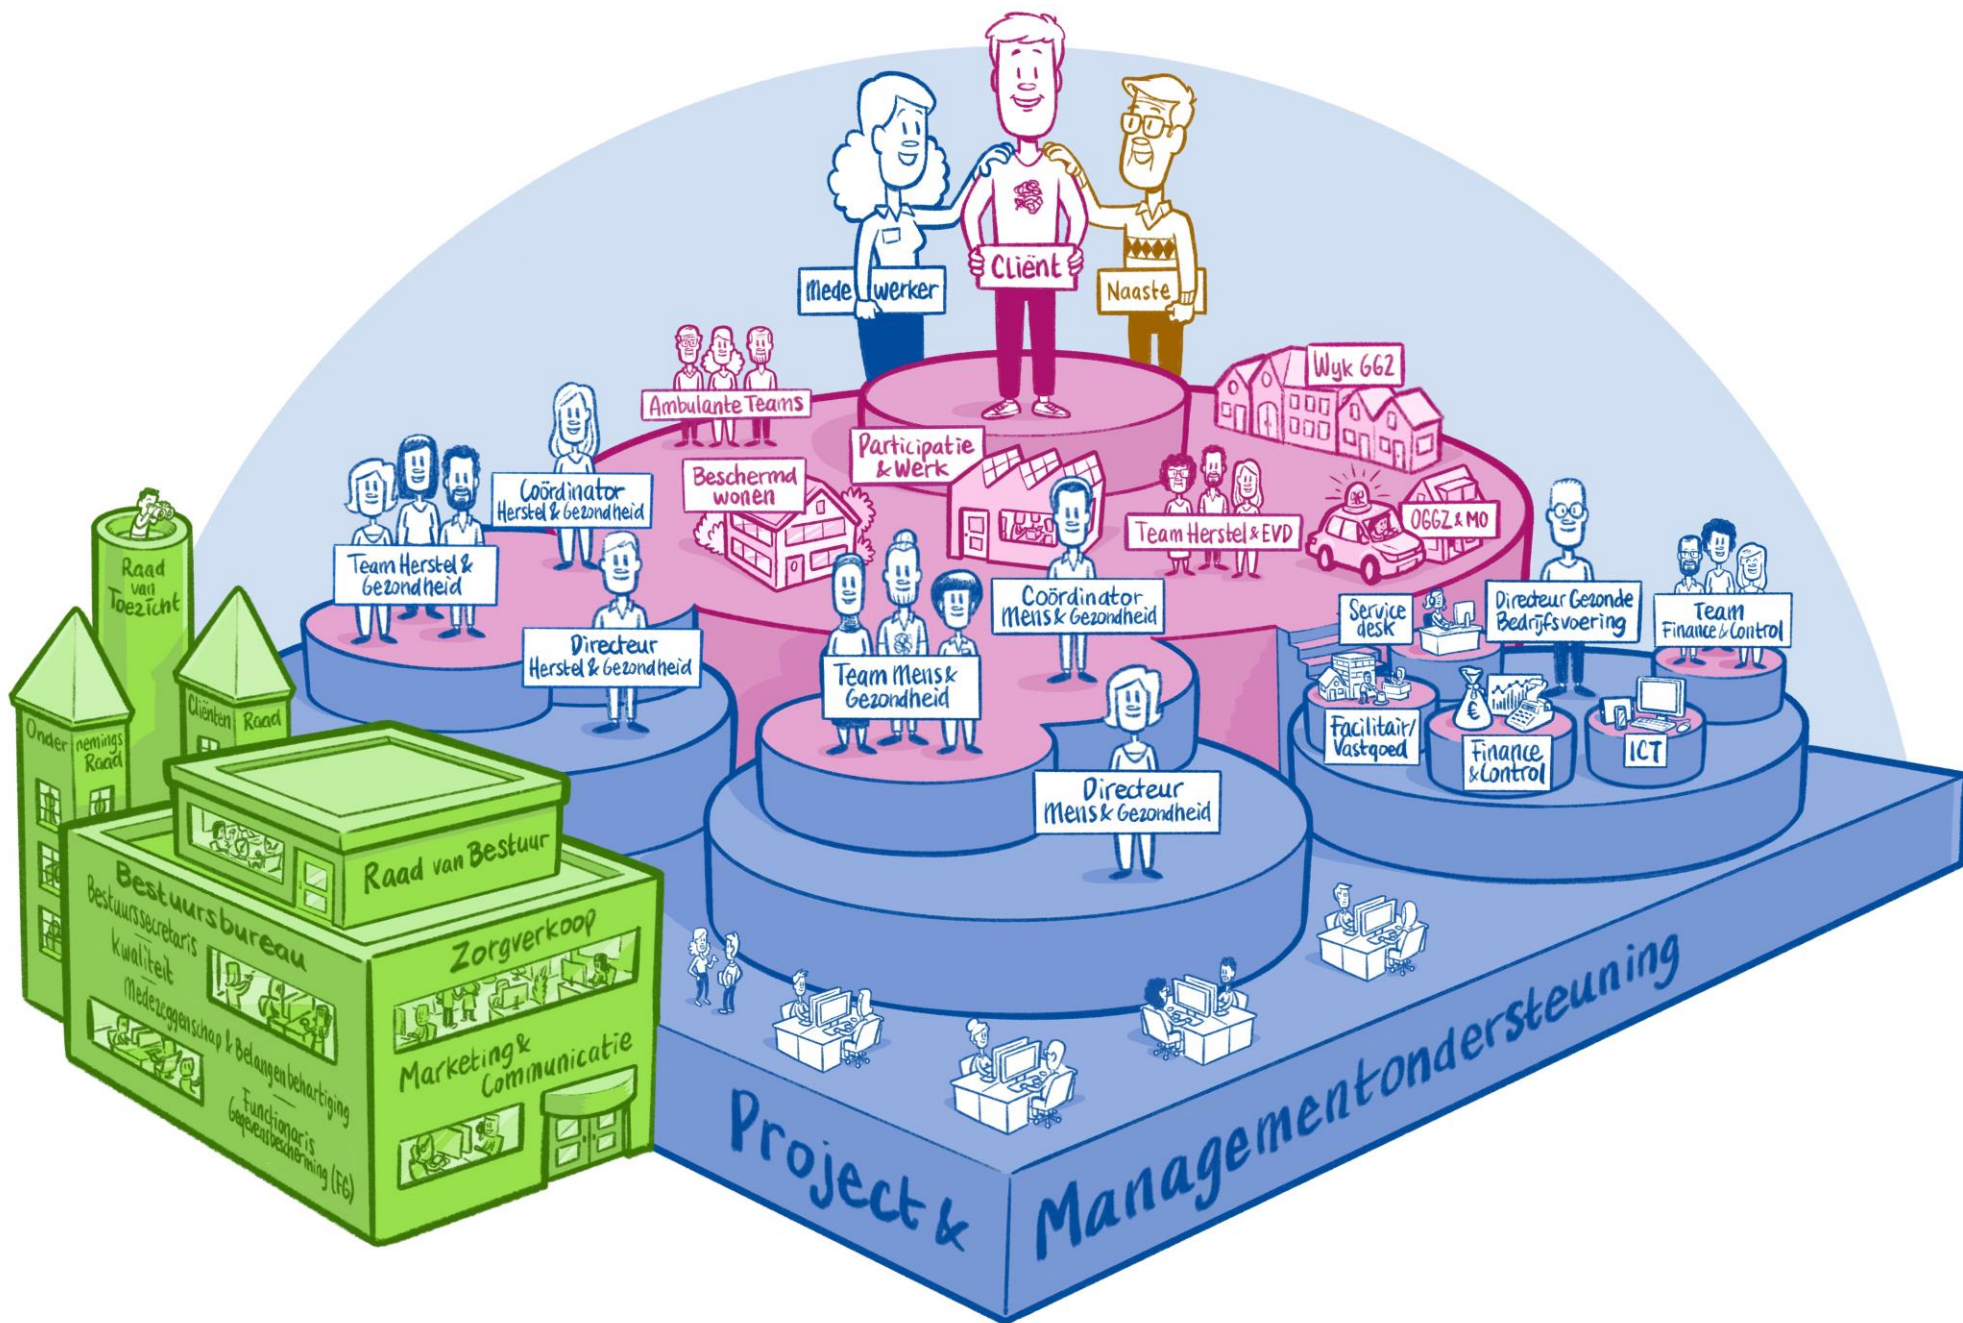 Mede werker
Cliënt
Naaste
Ambulante Teams
Wijk GGZ
Participatie
& Werk
Beschermd
wonen
Coördinator
Herstel & Gezondheid
Team Herstel &
Gezondheid
Directeur
Herstel & Gezondheid
Team Herstel & EVD
OGGZ & MO
Coördinator
Mens & Gezondheid
Team Mens &
Gezondheid
Directeur
Mens & Gezondheid
Service
desk
Directeur Gezonde
Bedrijfsvoering
Team
Finance & Control
Facilitair/
Vastgoed
Finance
& Control
ICT
Raad
van
Toezicht
Onder nemings
Raad
Cliënten Raad
Raad van Bestuur
Bestuursbureau
Bestuurssecretaris
Kwaliteit
Medezeggenschap & Belangenbehartiging
Functionaris
Gegevensbescherming (FG)
Zorgverkoop
Marketing &
Communicatie
Project &
Managementondersteuning